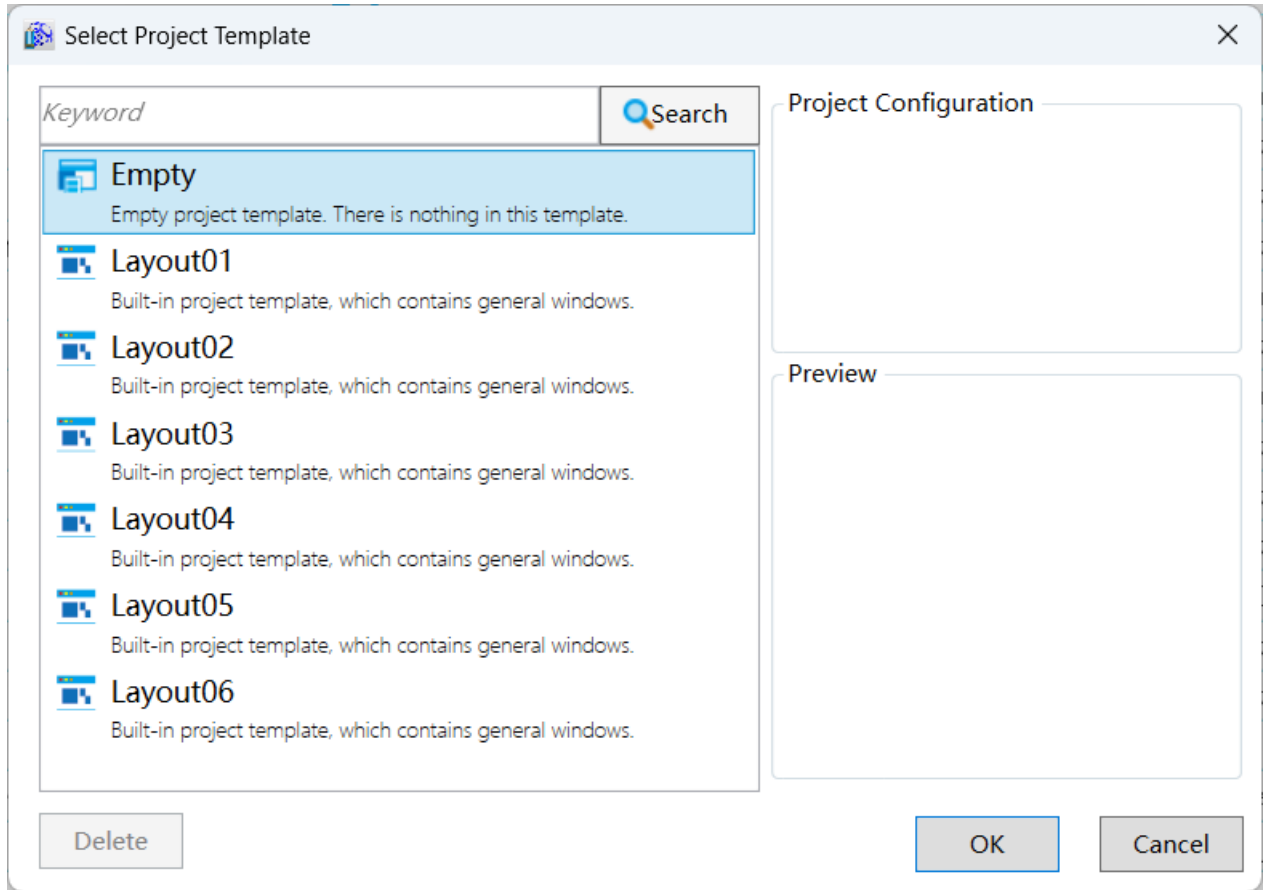 Select Project Template
Keyword
Search
Empty
Empty project template. There is nothing in this template.
Layout01
Built-in project template, which contains general windows.
Layout02
Built-in project template, which contains general windows.
Layout03
Built-in project template, which contains general windows.
Layout04
Built-in project template, which contains general windows.
Layout05
Built-in project template, which contains general windows.
Layout06
Built-in project template, which contains general windows.
Project Configuration
Preview
Delete
OK
Cancel